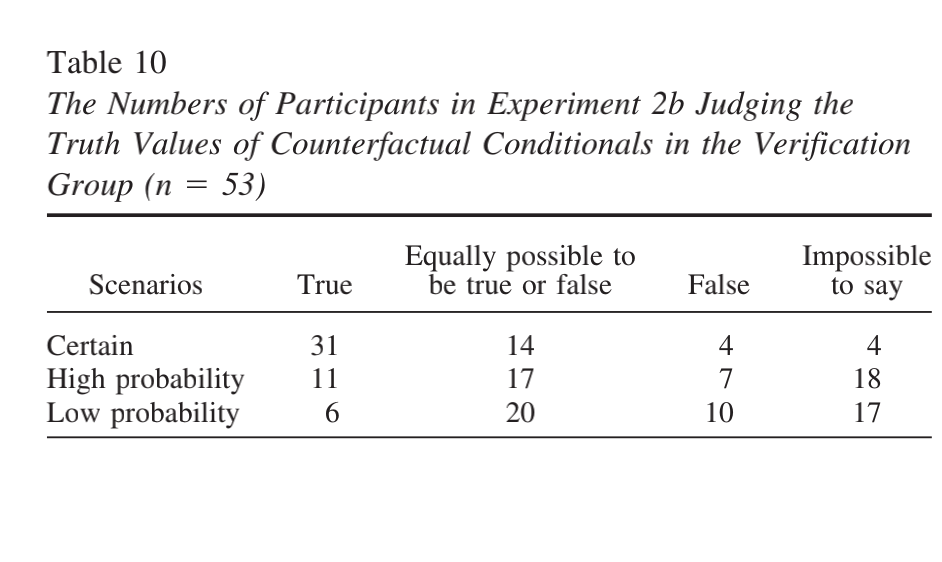 Table 10
The Numbers of Participants in Experiment 2b Judging the
Truth Values of Counterfactual Conditionals in the Verification
Group (n = 53)
Scenarios True Equally possible to be true or false False Impossible to say
Certain 31 14 4 4
High probability 11 17 7 18
Low probability 6 20 10 17